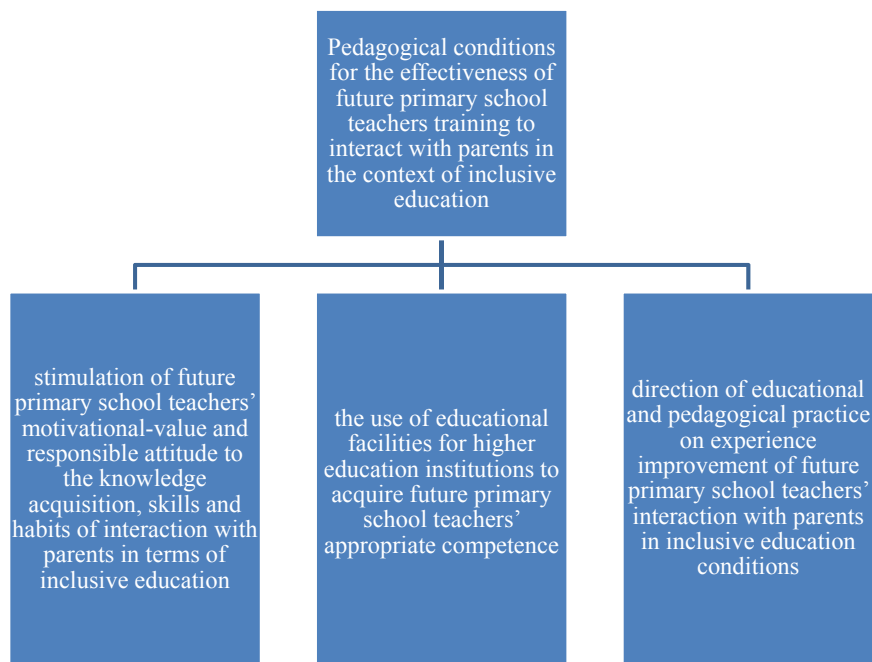 Pedagogical conditions
for the effectiveness of
future primary school
teachers training to
interact with parents in
the context of inclusive
education
stimulation of future
primary school teachers’
motivational-value and
responsible attitude to
the knowledge
acquisition, skills and
habits of interaction with
parents in terms of
inclusive education
the use of educational
facilities for higher
education institutions to
acquire future primary
school teachers’
appropriate competence
direction of educational
and pedagogical practice
on experience
improvement of future
primary school teachers’
interaction with parents
in inclusive education
conditions